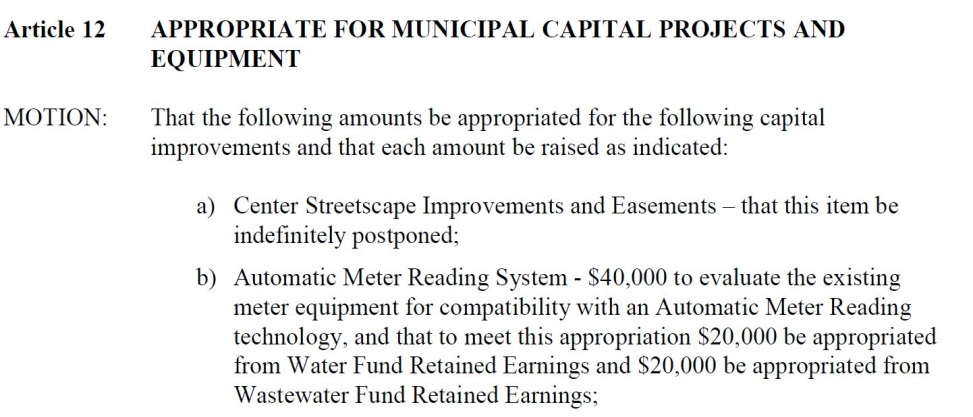 Article 12 APPROPRIATE FOR MUNICIPAL CAPITAL PROJECTS AND
EQUIPMENT
MOTION: That the following amounts be appropriated for the following capital
improvements and that each amount be raised as indicated:
a) Center Streetscape Improvements and Easements – that this item be
indefinitely postponed;
b) Automatic Meter Reading System - $40,000 to evaluate the existing
meter equipment for compatibility with an Automatic Meter Reading
technology, and that to meet this appropriation $20,000 be appropriated
from Water Fund Retained Earnings and $20,000 be appropriated from
Wastewater Fund Retained Earnings;